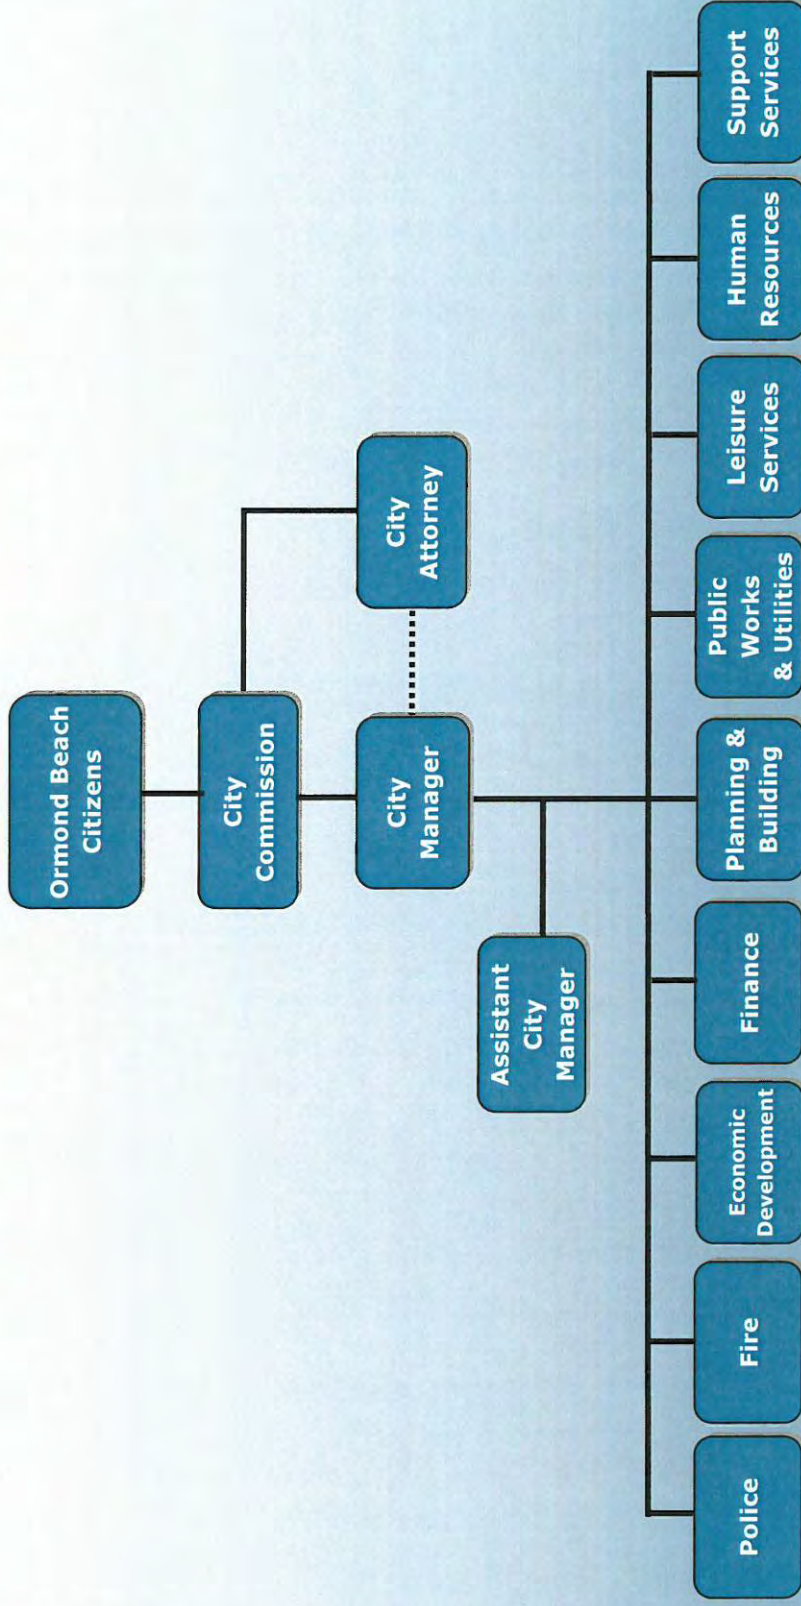 Ormond Beach
Citizens
City
Commission
City
Manager
City
Attorney
Assistant
City
Manager
Police
Fire
Economic
Development
Finance
Planning &
Building
Public
Works
& Utilities
Leisure
Services
Human
Resources
Support
Services